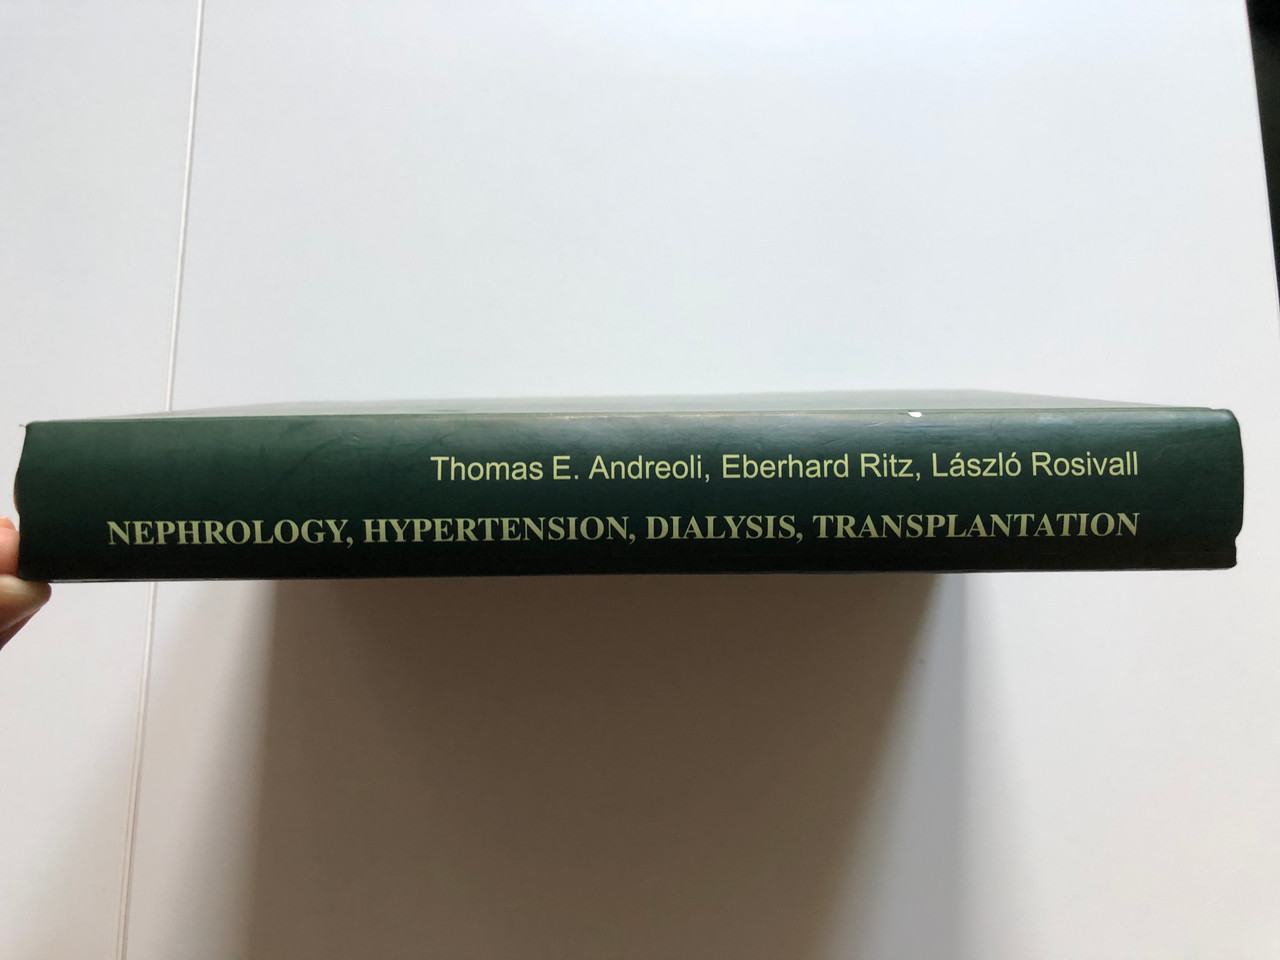 Thomas E. Andreoli, Eberhard Ritz, László Rosivall
NEPHROLOGY, HYPERTENSION, DIALYSIS, TRANSPLANTATION